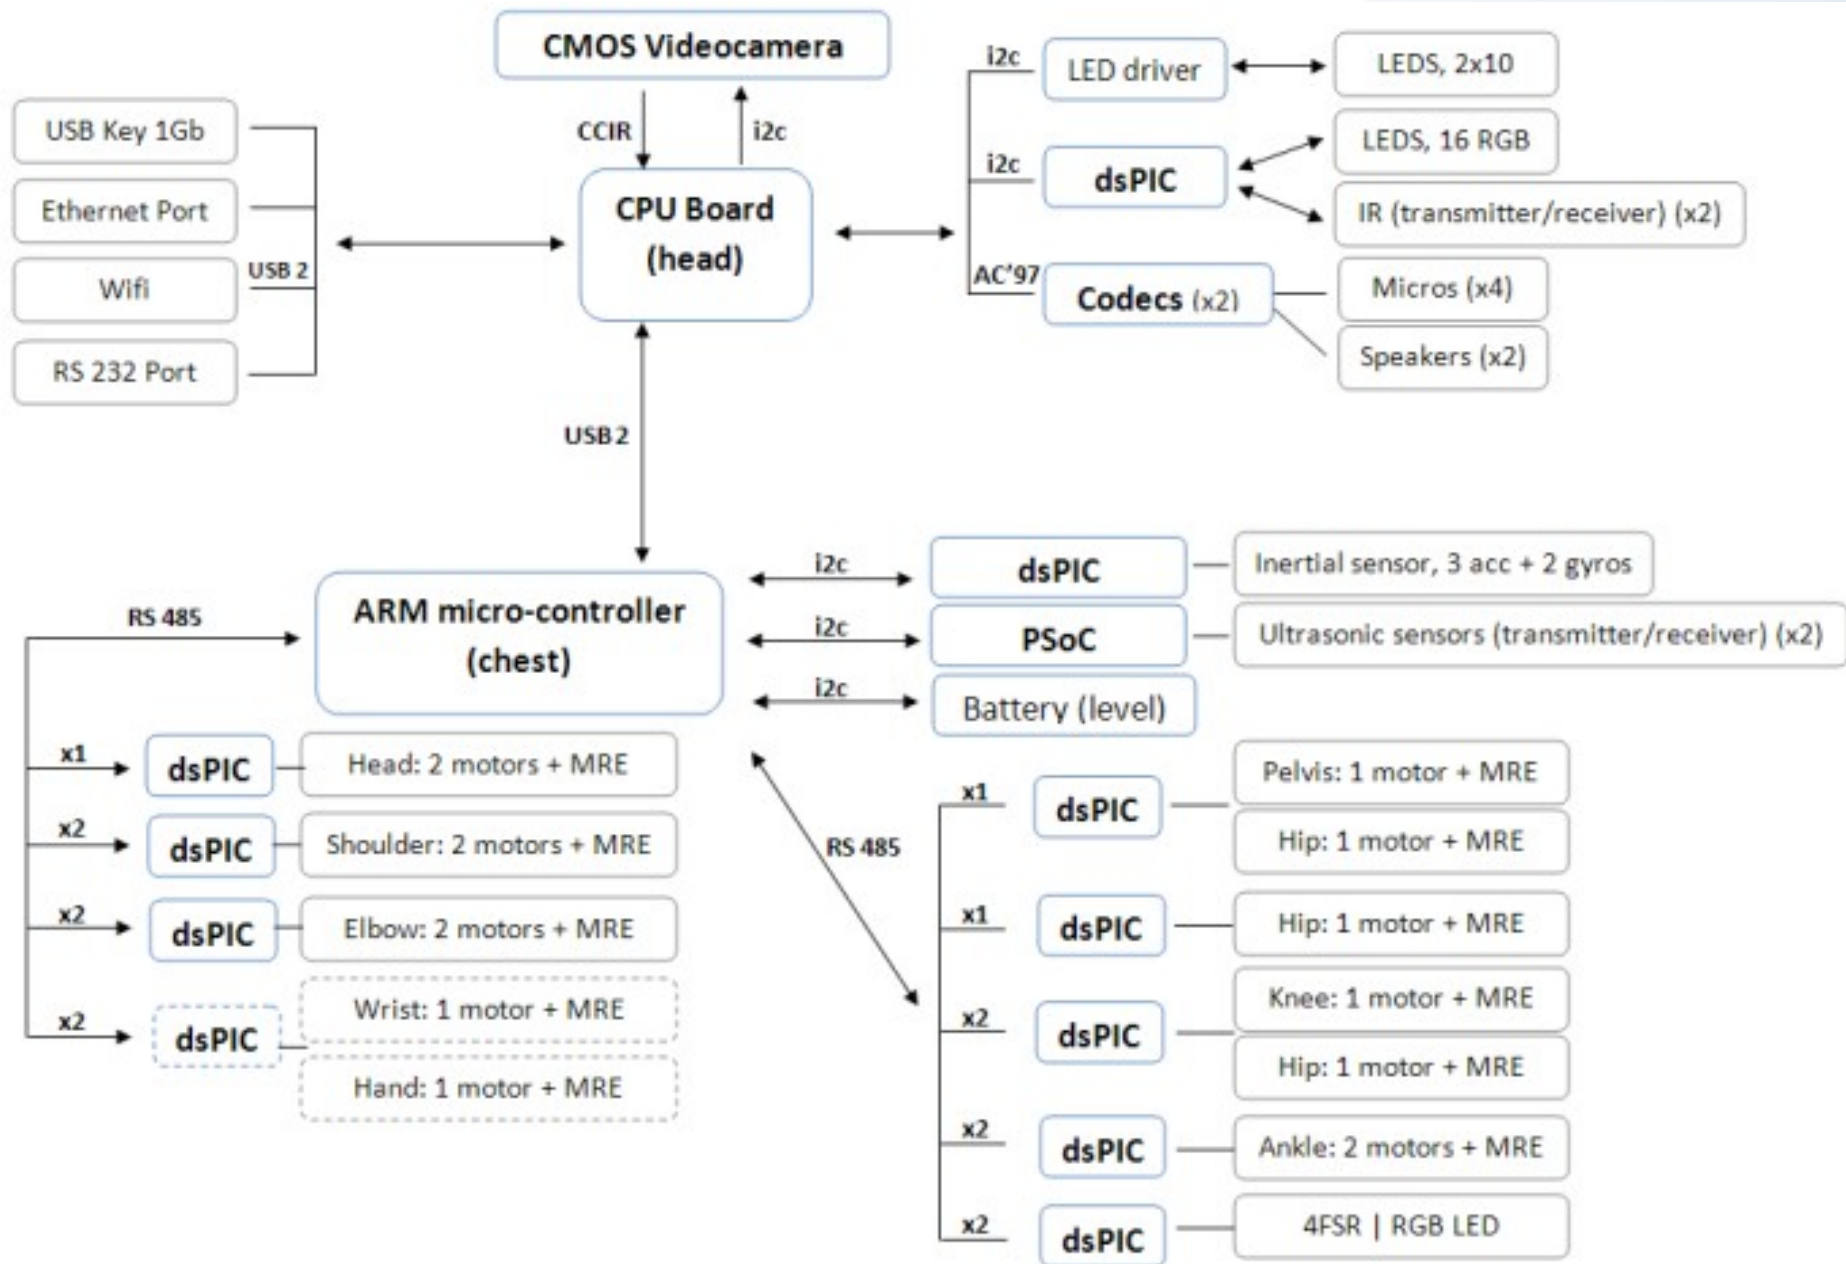 CMOS Videocamera
CCIR
i2c
USB Key 1Gb
Ethernet Port
Wifi
RS 232 Port
USB 2
CPU Board
(head)
i2c
LED driver
LEDS, 2x10
i2c
dsPIC
LEDS, 16 RGB
IR (transmitter/receiver) (x2)
AC'97
Codecs (x2)
Micros (x4)
Speakers (x2)
USB 2
ARM micro-controller
(chest)
RS 485
i2c
dsPIC
Inertial sensor, 3 acc + 2 gyros
i2c
PSoC
Ultrasonic sensors (transmitter/receiver) (x2)
i2c
Battery (level)
x1
dsPIC
Head: 2 motors + MRE
x2
dsPIC
Shoulder: 2 motors + MRE
x2
dsPIC
Elbow: 2 motors + MRE
x2
dsPIC
Wrist: 1 motor + MRE
Hand: 1 motor + MRE
RS 485
x1
dsPIC
Pelvis: 1 motor + MRE
Hip: 1 motor + MRE
x1
dsPIC
Hip: 1 motor + MRE
x2
dsPIC
Knee: 1 motor + MRE
Hip: 1 motor + MRE
x2
dsPIC
Ankle: 2 motors + MRE
x2
dsPIC
4FSR | RGB LED